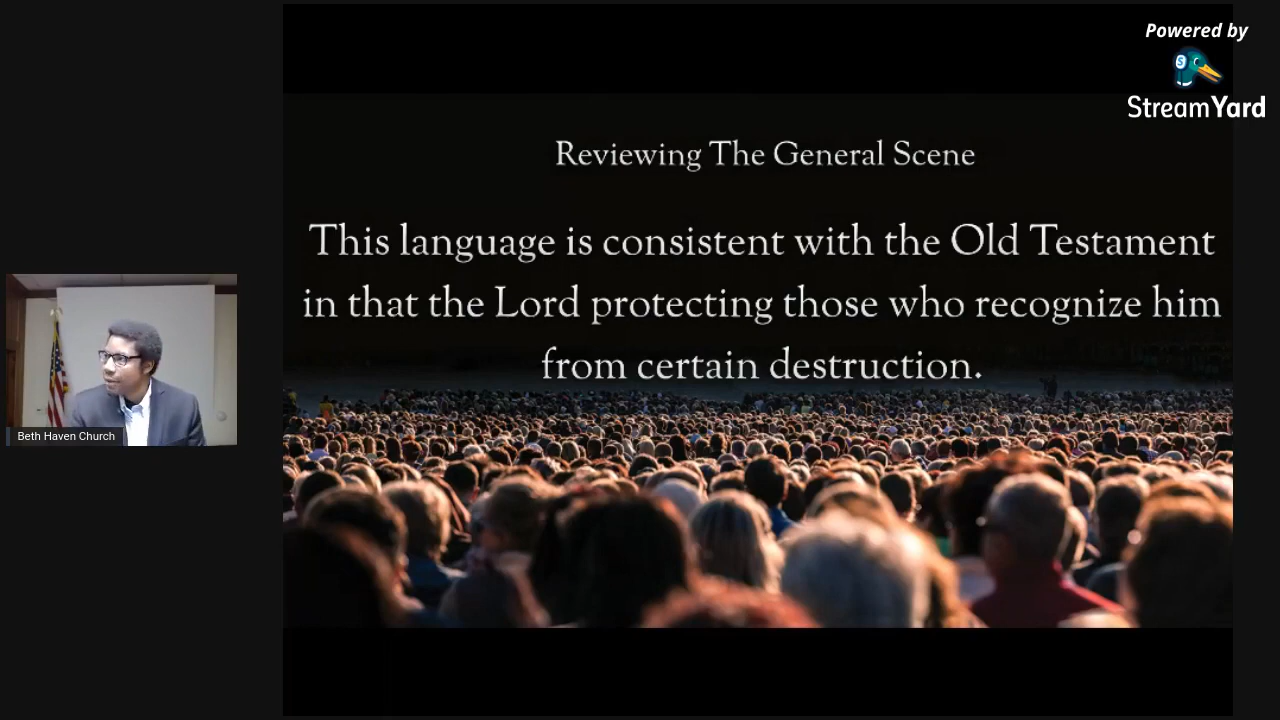 Powered by
StreamYard
Reviewing The General Scene
This language is consistent with the Old Testament
in that the Lord protecting those who recognize him
from certain destruction.
Beth Haven Church